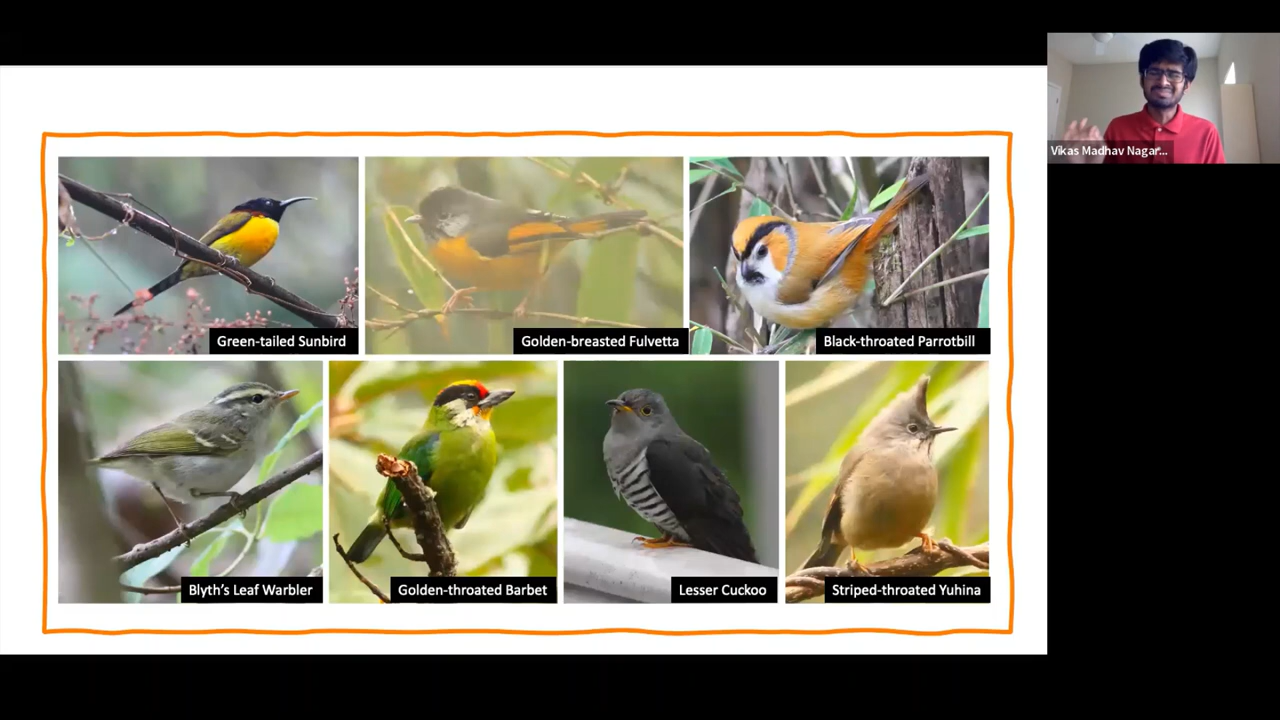 Vikas Madhav Nagar...
Green-tailed Sunbird
Golden-breasted Fulvetta
Black-throated Parrotbill
Blyth's Leaf Warbler
Golden-throated Barbet
Lesser Cuckoo
Striped-throated Yuhina